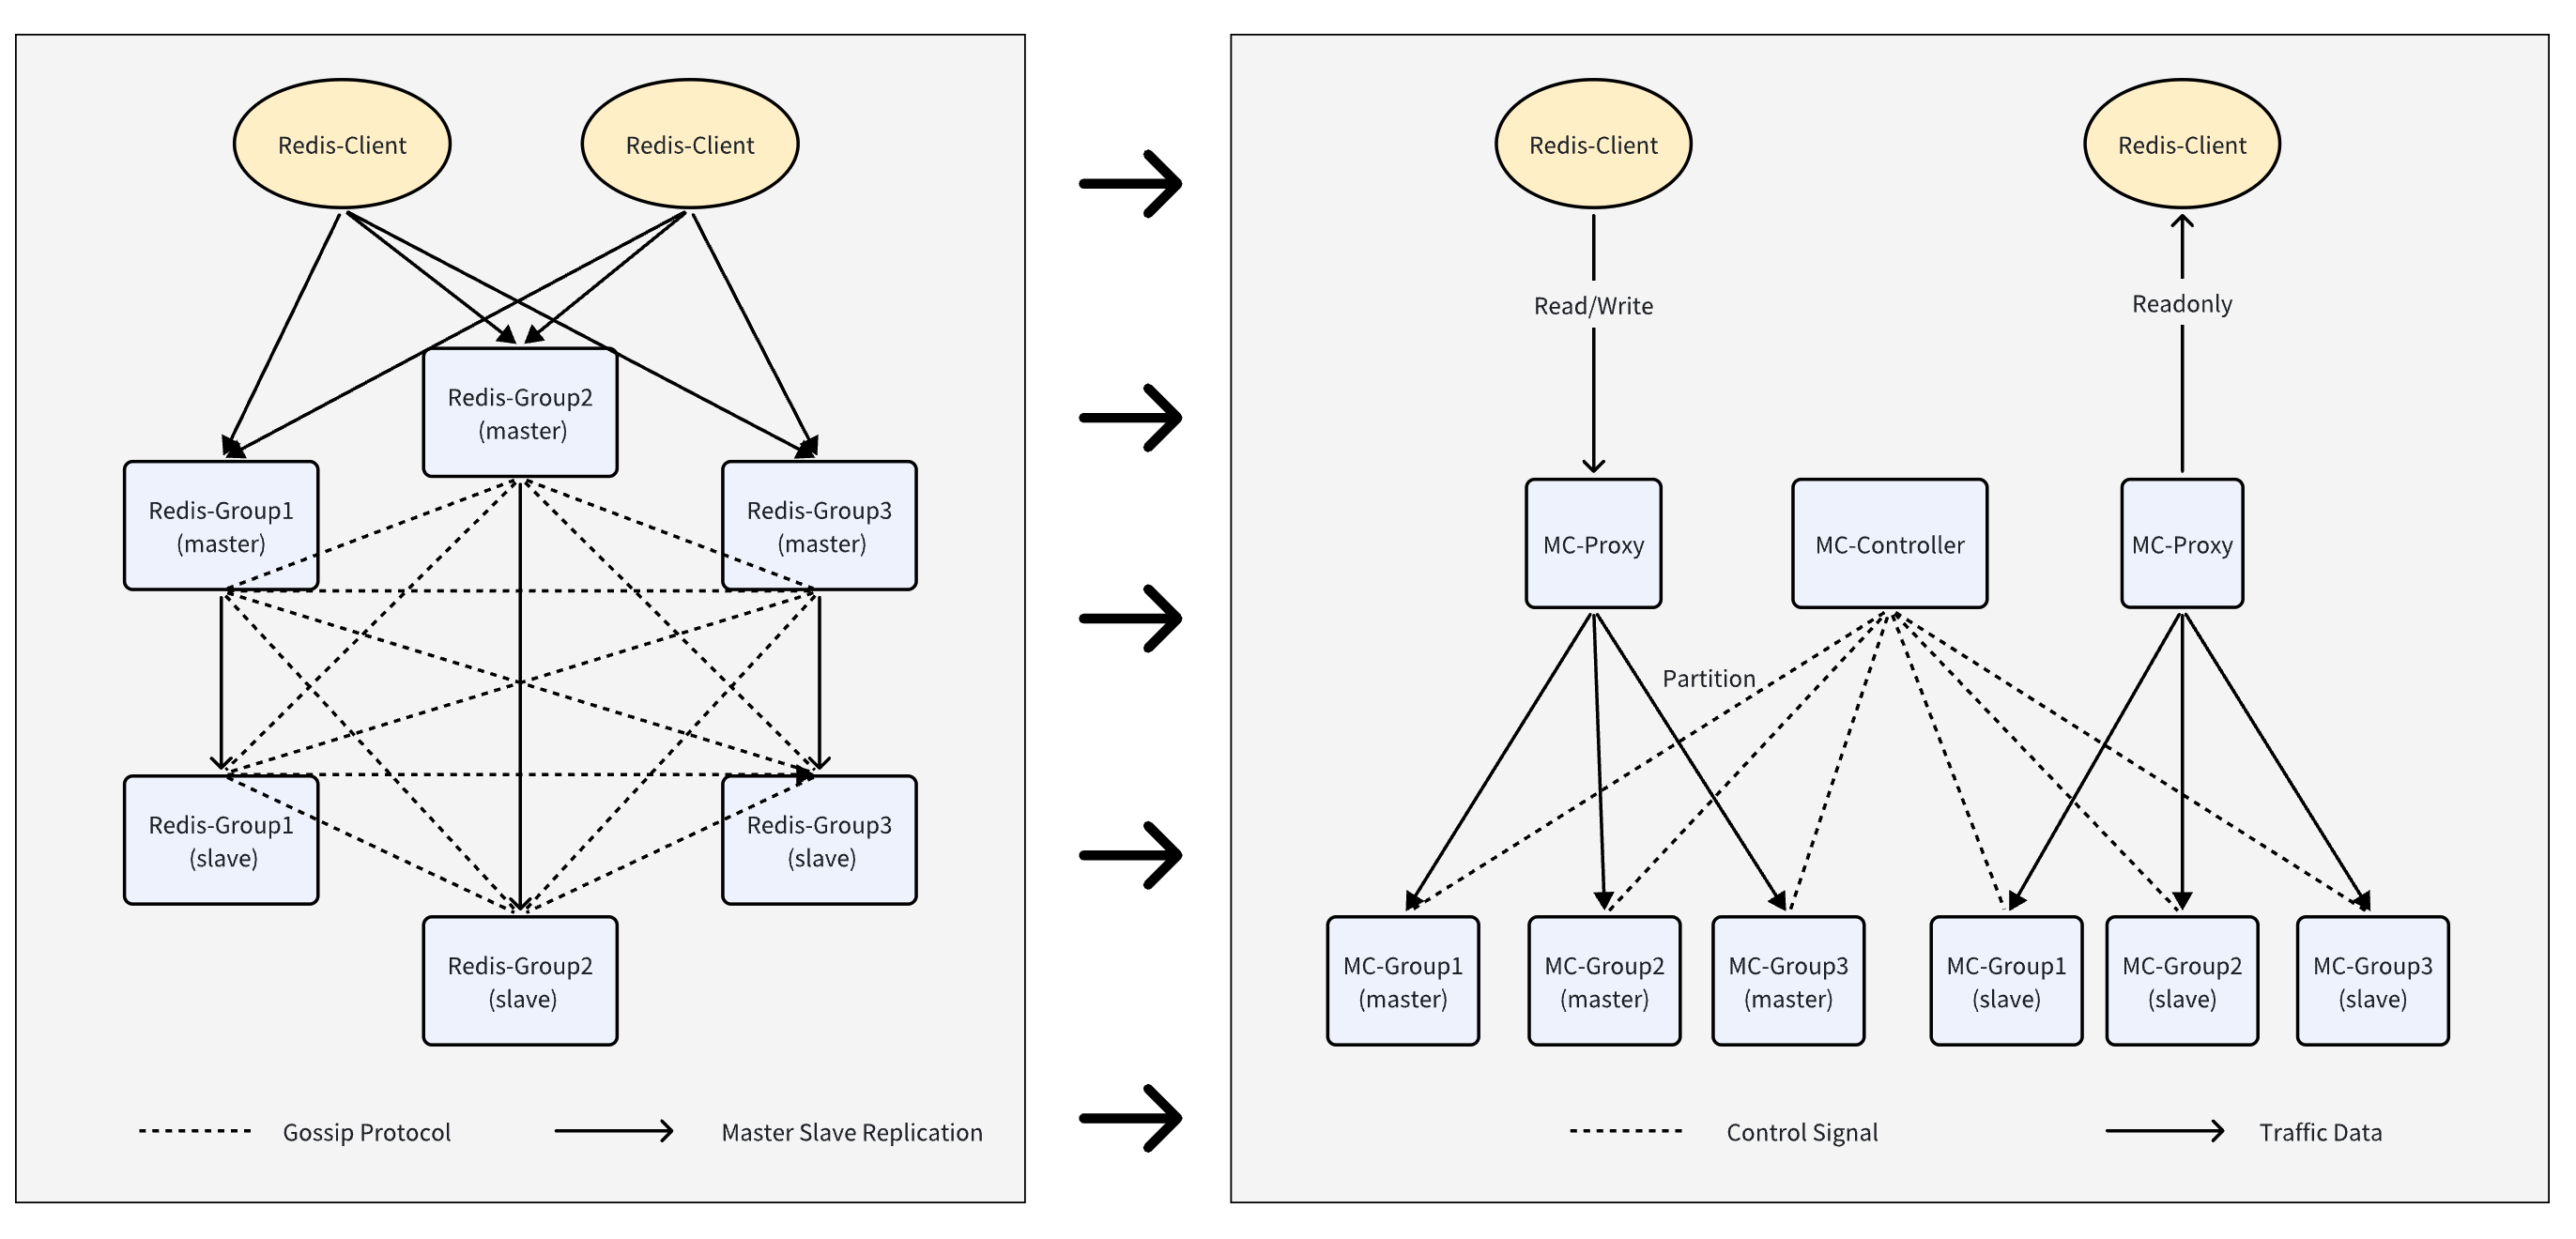 Redis-Client
Redis-Client
Redis-Group2
(master)
Redis-Group1
(master)
Redis-Group3
(master)
Redis-Group1
(slave)
Redis-Group3
(slave)
Redis-Group2
(slave)
Gossip Protocol
Master Slave Replication
Redis-Client
Redis-Client
Read/Write
Readonly
MC-Proxy
MC-Controller
MC-Proxy
Partition
MC-Group1
(master)
MC-Group2
(master)
MC-Group3
(master)
MC-Group1
(slave)
MC-Group2
(slave)
MC-Group3
(slave)
Control Signal
Traffic Data